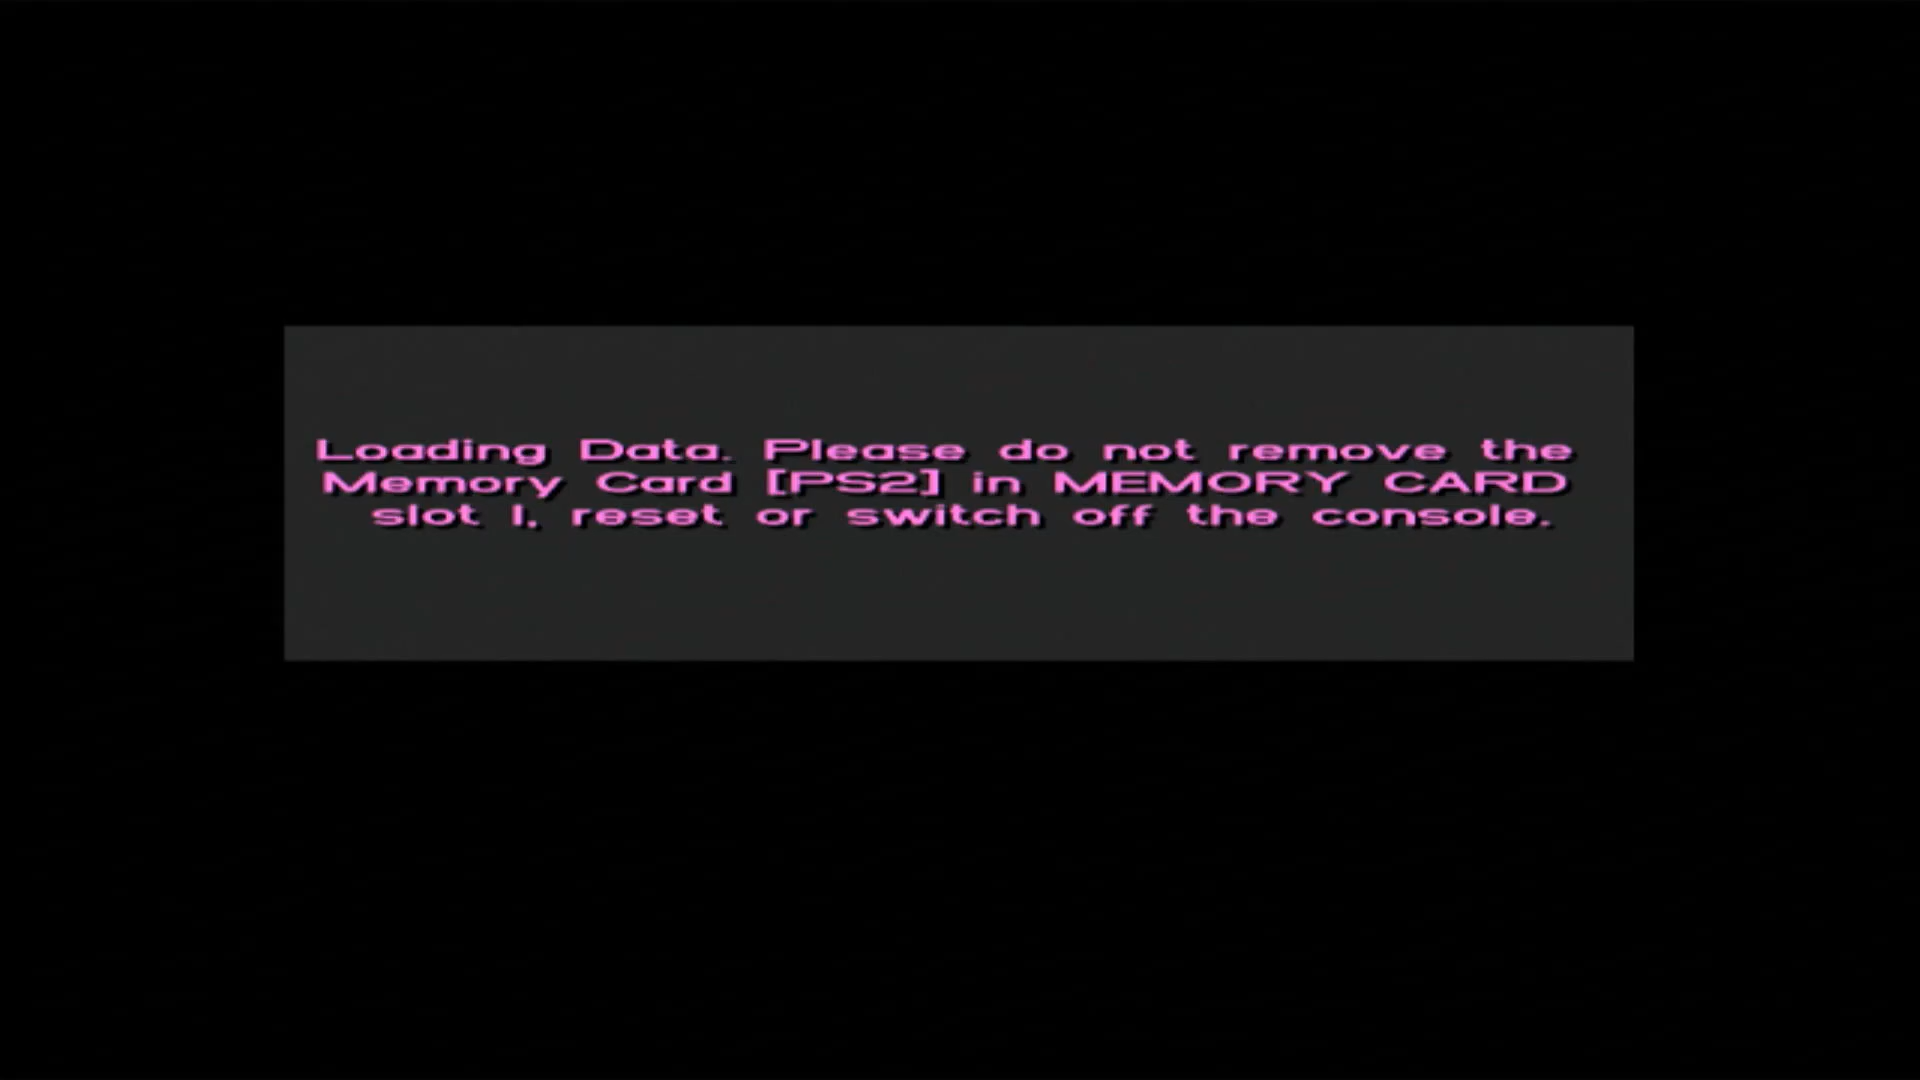 Loading Data. Please do not remove the
Memory Card [PS2] in MEMORY CARD
slot 1, reset or switch off the console.